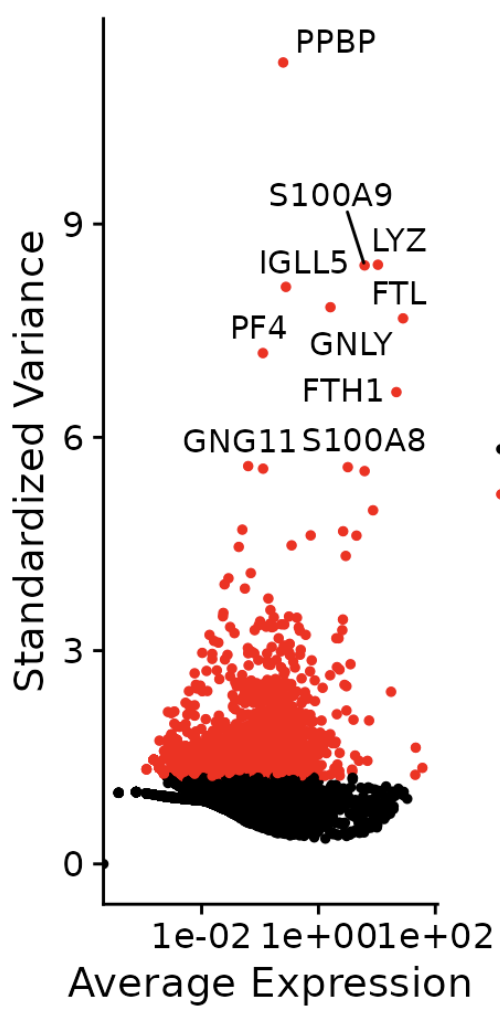 PPBP
S100A9
9
LYZ
IGLL5
FTL
PF4
GNLY
FTH1
6
GNG11 S100A8
Standardized Variance
3
0
1e-02 1e+00 1e+02
Average Expression